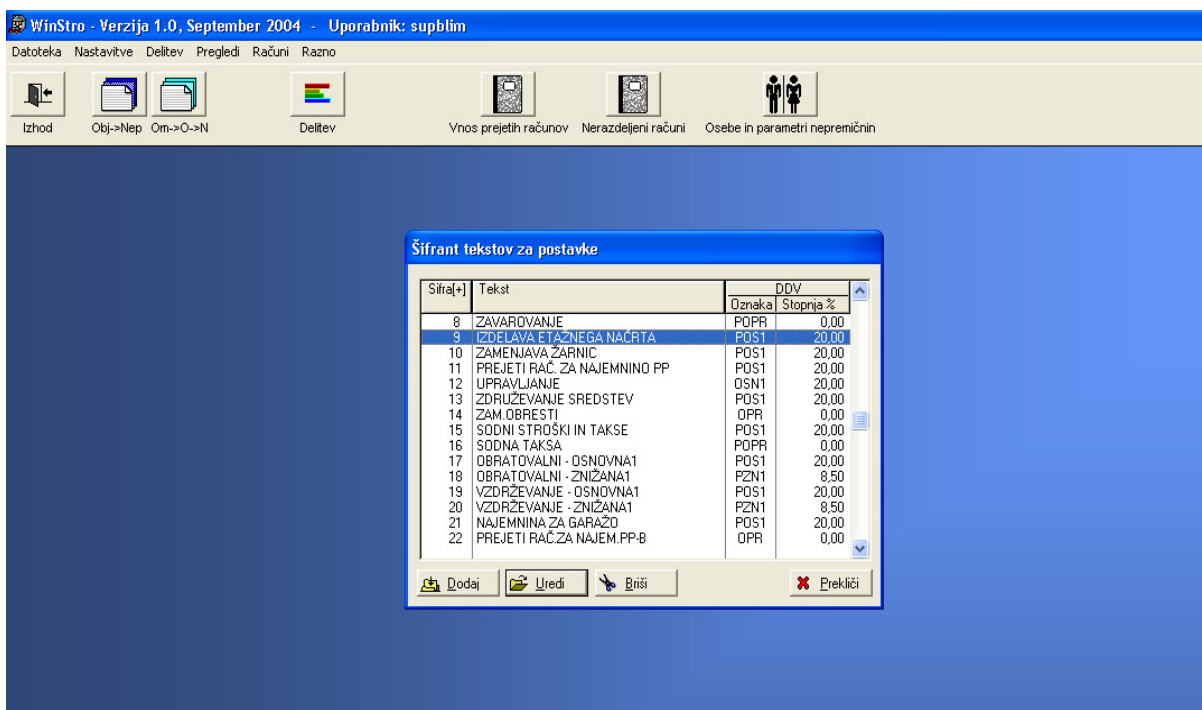 WinStro - Verzija 1.0, September 2004 - Uporabnik: supblim
Datoteka Nastavitve Delitev Pregledi Računi Razno
Izhod Obj->Nep Om->O->N Delitev Vnos prejetih računov Nerazdeljeni računi Osebe in parametri nepremičnin
Šifrant tekstov za postavke
Sifra[+] Tekst DDV
Oznaka Stopnja %
8 ZAVAROVANJE POPR 0,00
9 IZDELAVA ETAŽNEGA NAČRTA POS1 20,00
10 ZAMENJAVA ŽARNIC POS1 20,00
11 PREJETI RAČ. ZA NAJEMNINO PP POS1 20,00
12 UPRAVLJANJE OSN1 20,00
13 ZDRUŽEVANJE SREDSTEV POS1 20,00
14 ZAM.OBRESTI OPR 0,00
15 SODNI STROŠKI IN TAKSE POS1 20,00
16 SODNA TAKSA POPR 0,00
17 OBRATOVALNI - OSNOVNA1 POS1 20,00
18 OBRATOVALNI - ZNIŽANA1 PZN1 8,50
19 VZDRŽEVANJE - OSNOVNA1 POS1 20,00
20 VZDRŽEVANJE - ZNIŽANA1 PZN1 8,50
21 NAJEMNINA ZA GARAŽO POS1 20,00
22 PREJETI RAČ.ZA NAJEM.PP-B OPR 0,00
Dodaj Uredi Briši Prekliči